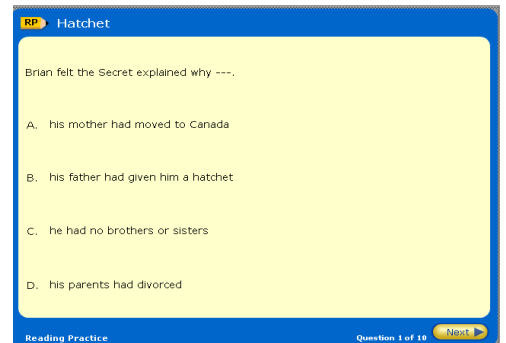 RP Hatchet
Brian felt the Secret explained why ---.
A. his mother had moved to Canada
B. his father had given him a hatchet
C. he had no brothers or sisters
D. his parents had divorced
Reading Practice Question 1 of 10 Next